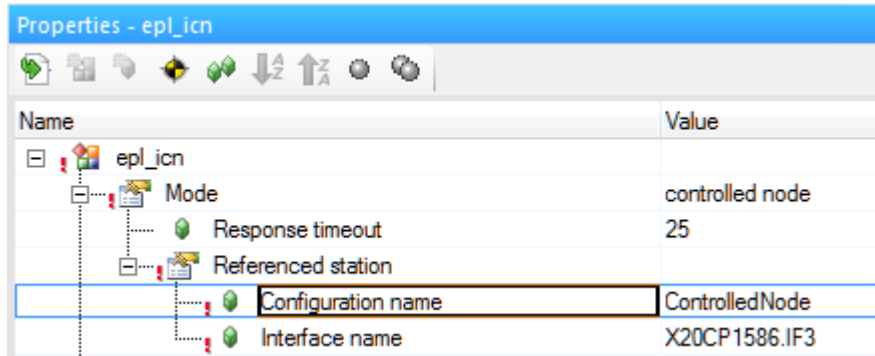 Properties - epl_icn
A Z
Z A
Name Value
epl_icn
Mode controlled node
Response timeout 25
Referenced station
Configuration name ControlledNode
Interface name X20CP1586.IF3